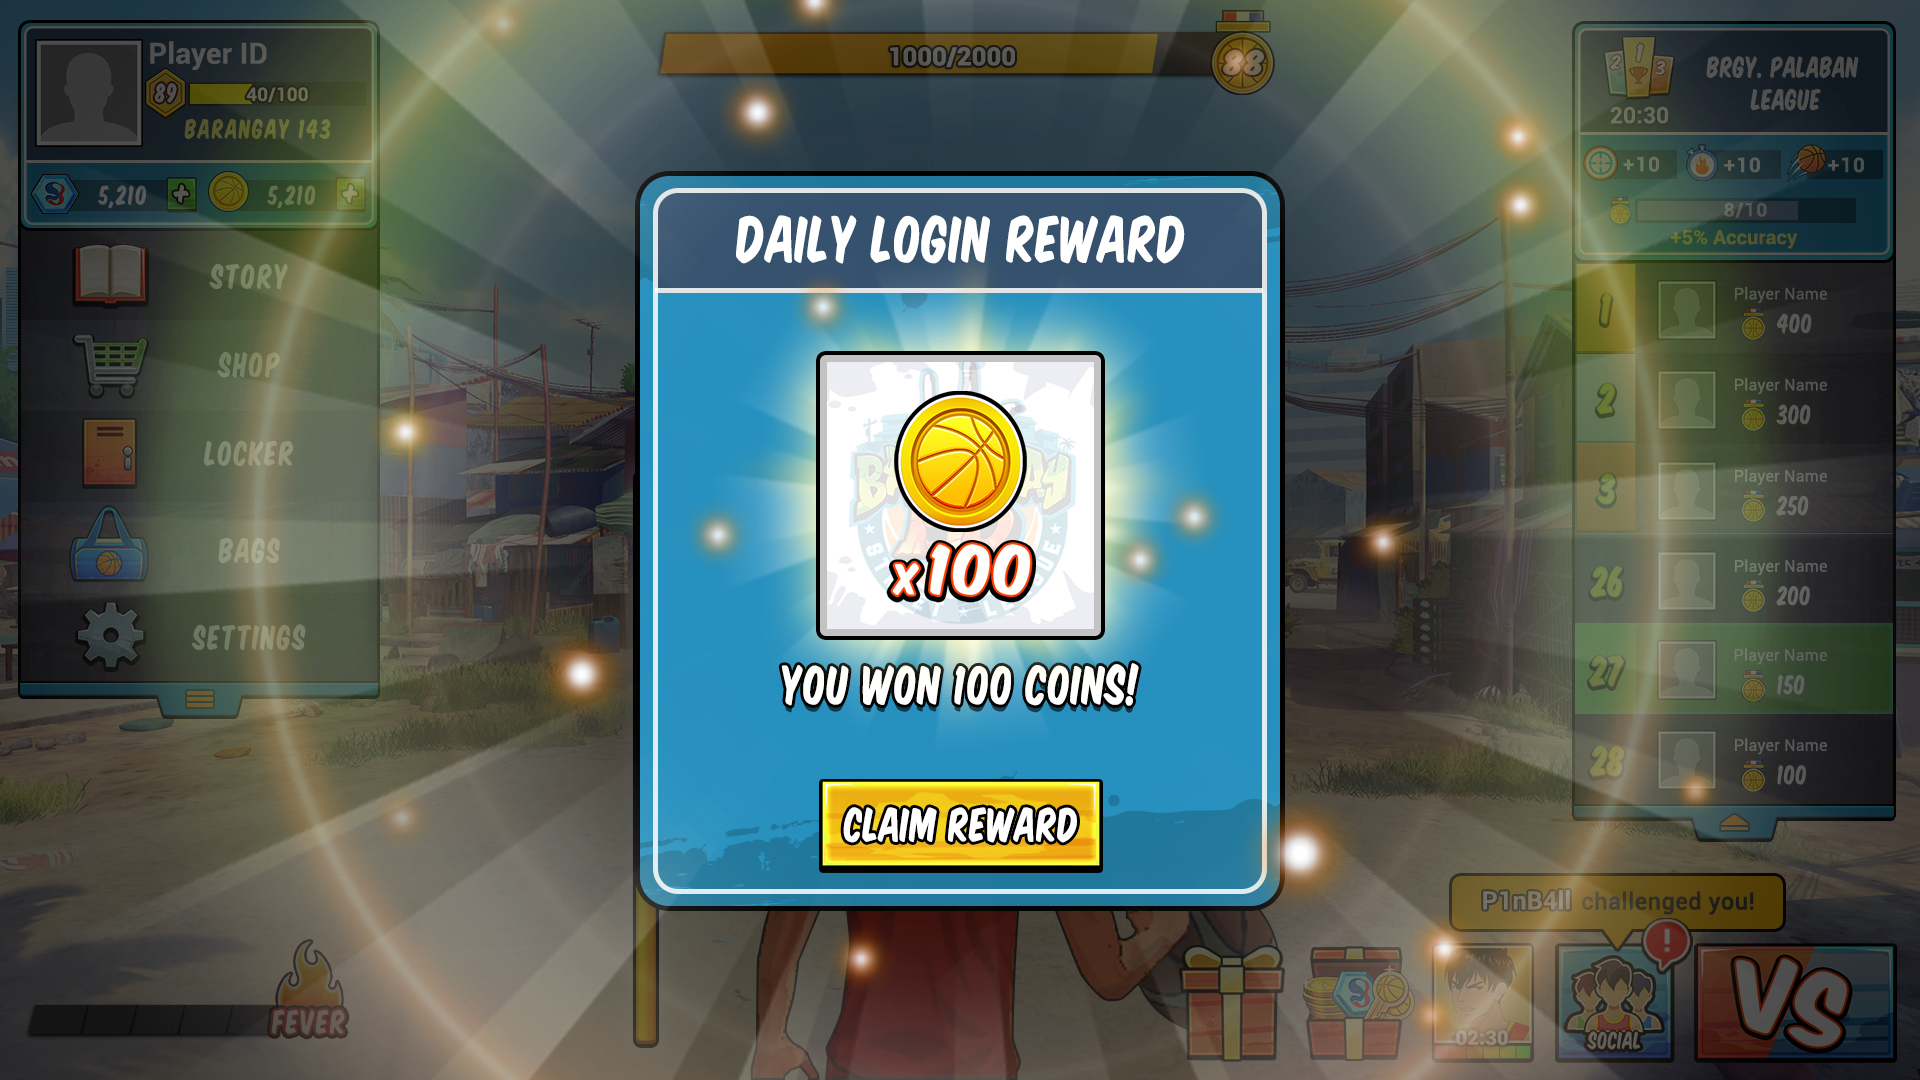 Player ID
89
40/100
BARANGAY 143
5,210
5,210
STORY
SHOP
LOCKER
BAGS
SETTINGS
FEVER
1000/2000
88
DAILY LOGIN REWARD
x100
YOU WON 100 COINS!
CLAIM REWARD
2 1 3
20:30
BRGY. PALABAN
LEAGUE
+10
+10
+10
8/10
+5% Accuracy
1
Player Name
400
2
Player Name
300
3
Player Name
250
26
Player Name
200
27
Player Name
150
28
Player Name
100
P1nB4ll challenged you!
!
02:30
SOCIAL
VS